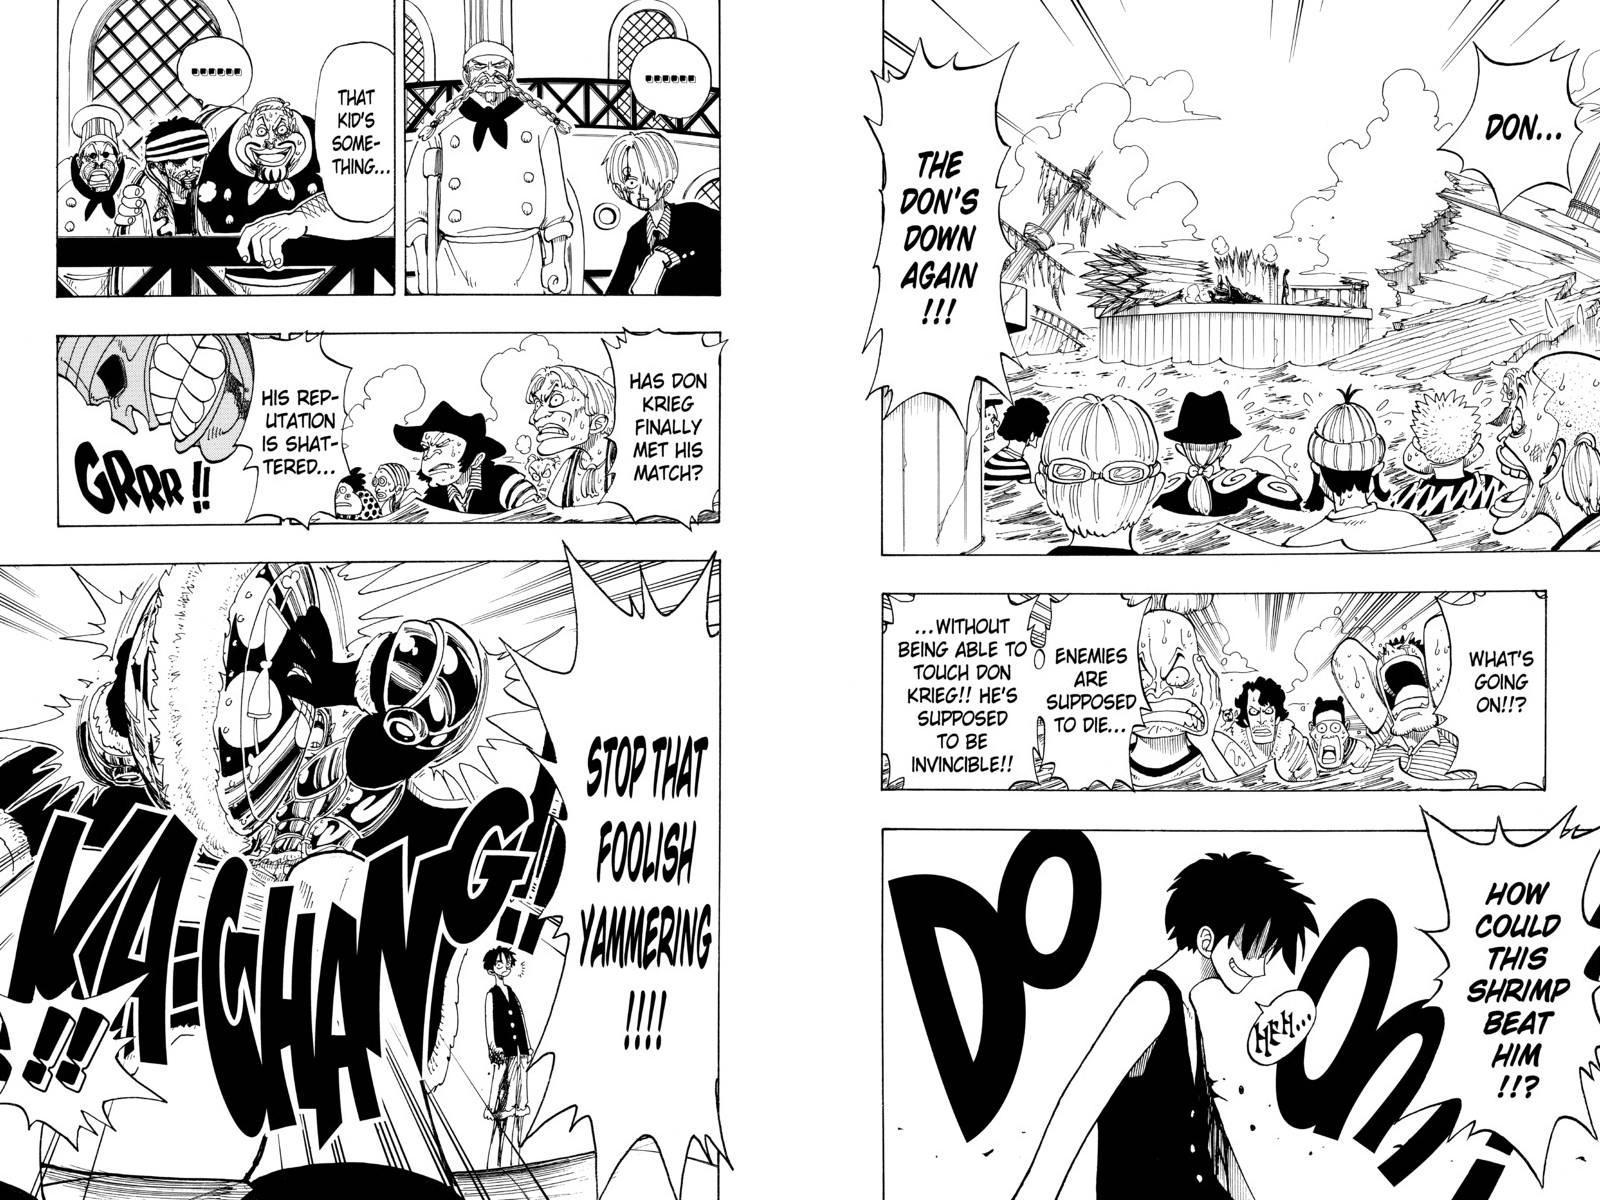 DON...
THE
DON'S
DOWN
AGAIN
!!!
WHAT'S
GOING
ON!!?
ENEMIES
ARE
SUPPOSED
TO DIE...
...WITHOUT
BEING ABLE TO
TOUCH DON
KRIEG!! HE'S
SUPPOSED
TO BE
INVINCIBLE!!
HOW
COULD
THIS
SHRIMP
BEAT
HIM
!!?
HEH...
DOOM!
......
......
THAT
KID'S
SOME-
THING...
HAS DON
KRIEG
FINALLY
MET HIS
MATCH?
HIS REP-
UTATION
IS SHAT-
TERED...
GRRR!!
STOP THAT
FOOLISH
YAMMERING
!!!!
KA-CHANG!!
!!